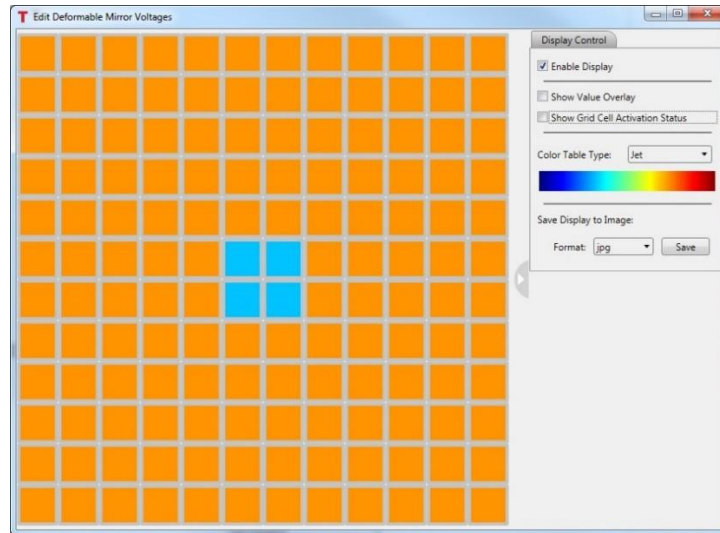 Edit Deformable Mirror Voltages
Display Control
Enable Display
Show Value Overlay
Show Grid Cell Activation Status
Color Table Type: Jet
Save Display to Image:
Format: jpg Save